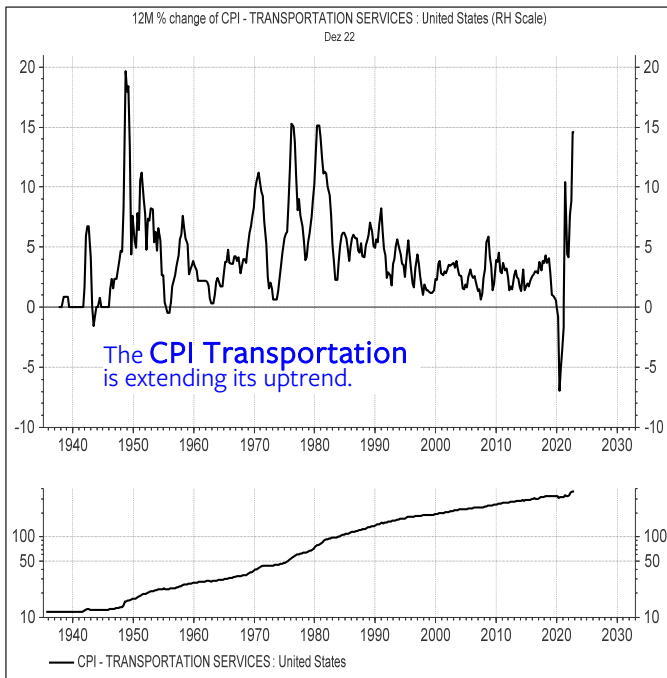 12M % change of CPI - TRANSPORTATION SERVICES : United States (RH Scale)
Dez 22
20 20
15 15
10 10
5 5
0 0
The CPI Transportation
is extending its uptrend.
-5 -5
-10 -10
1940 1950 1960 1970 1980 1990 2000 2010 2020 2030
100 100
50 50
10 10
1940 1950 1960 1970 1980 1990 2000 2010 2020 2030
CPI - TRANSPORTATION SERVICES : United States